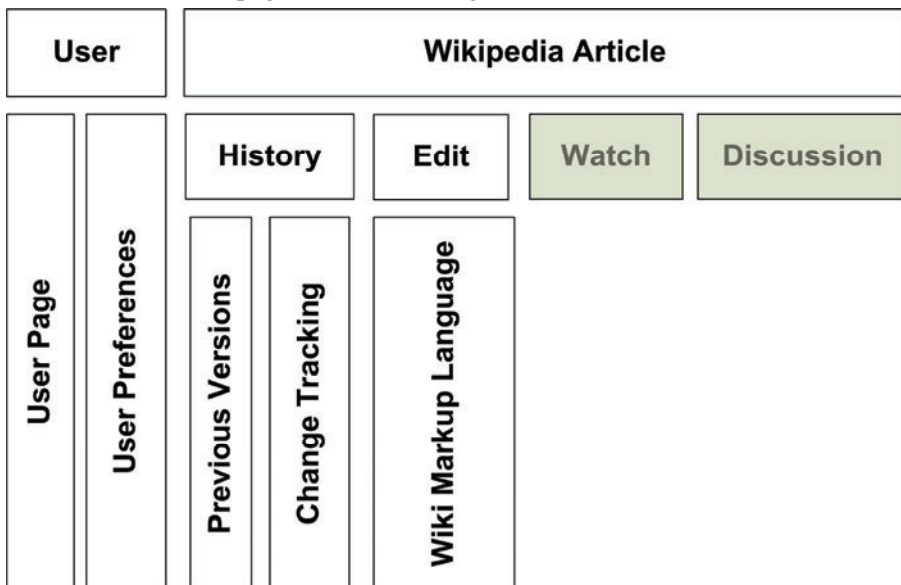 User
Wikipedia Article
History
Edit
Watch
Discussion
User Page
User Preferences
Previous Versions
Change Tracking
Wiki Markup Language